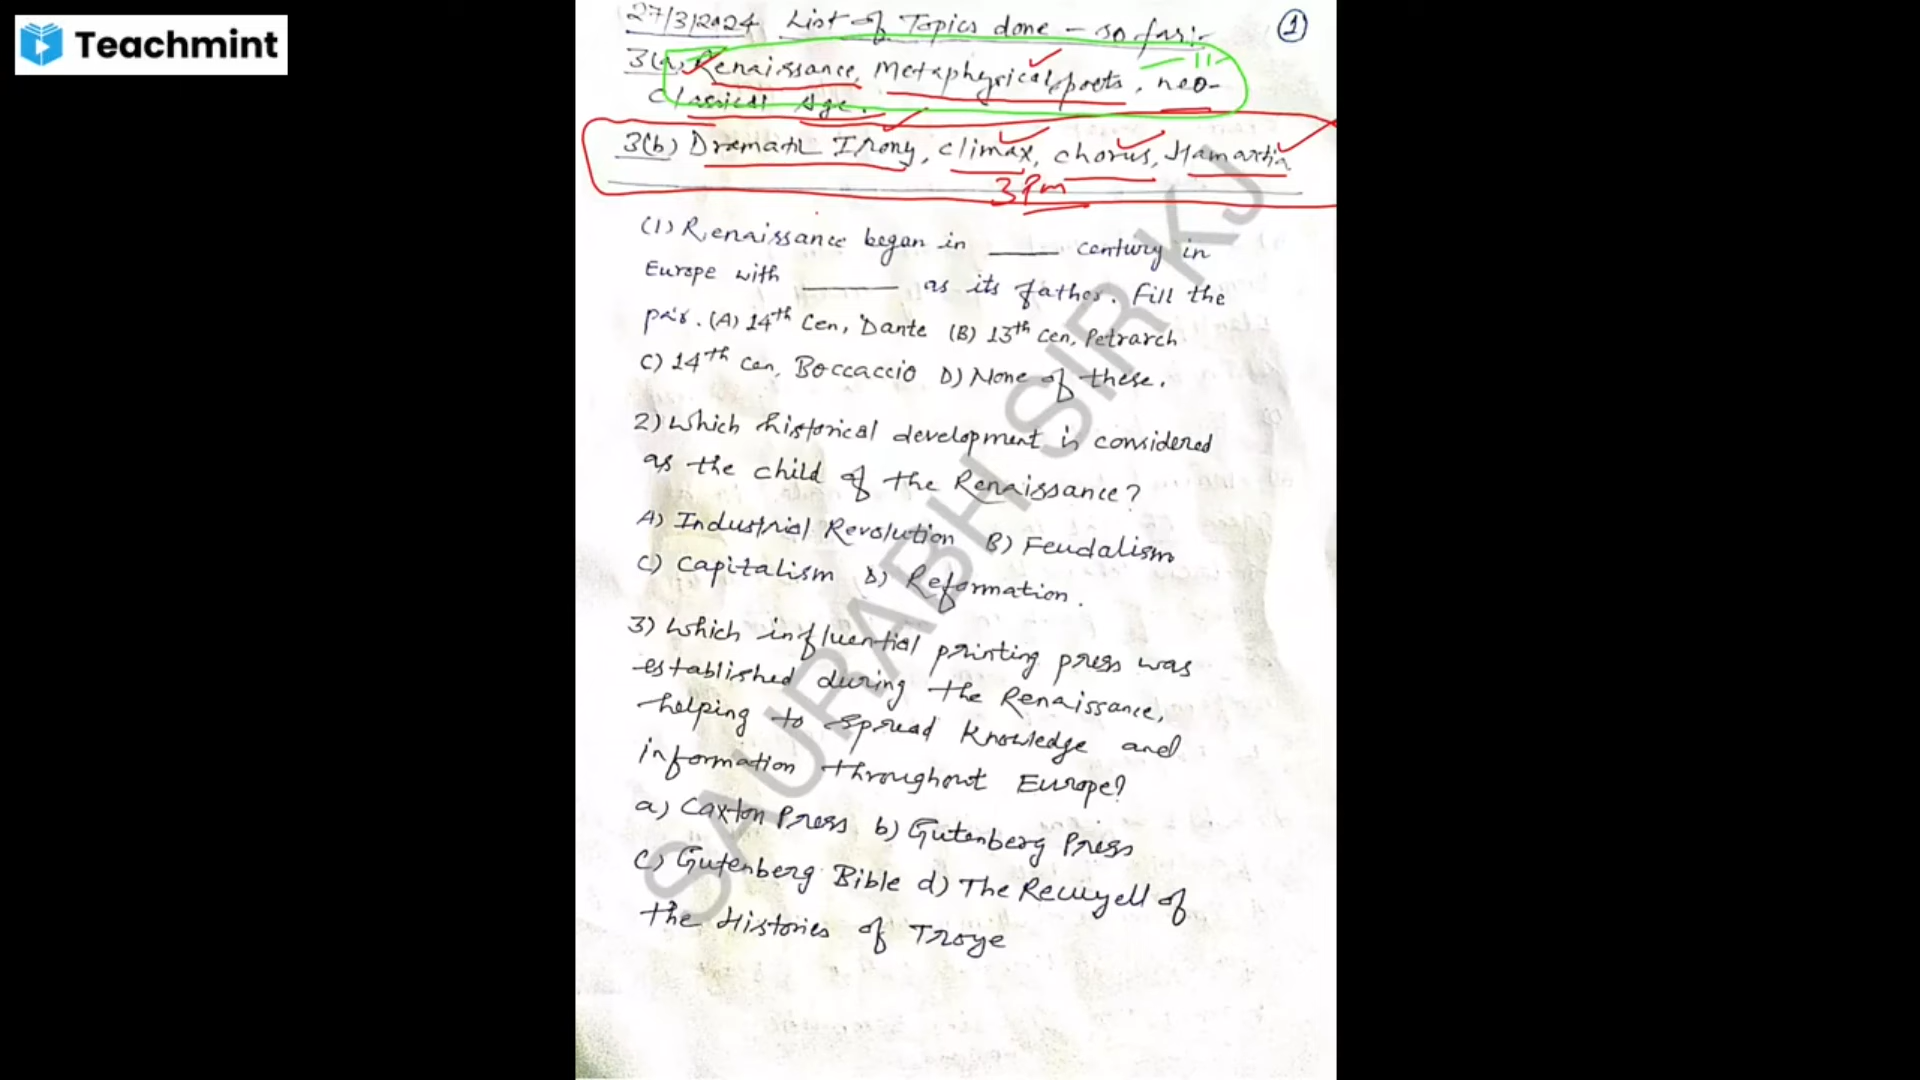 Teachmint
27/3/2024 List of Topics done - so far:- 1
3(a) Renaissance, Metaphysical poets, neo-
Classical Age.
3(b) Dramatic Irony, climax, chorus, Hamartia
3Pm
(1) Renaissance began in ____ century in
Europe with ____ as its father. Fill the
pair. (A) 14th Cen, Dante (B) 13th Cen, Petrarch
C) 14th Cen, Boccaccio D) None of these.
2) Which historical development is considered
as the child of the Renaissance?
A) Industrial Revolution B) Feudalism
C) Capitalism D) Reformation.
3) Which influential printing press was
established during the Renaissance,
helping to spread knowledge and
information throughout Europe?
a) Caxton Press b) Gutenberg Press
C) Gutenberg Bible d) The Recuyell of
the Histories of Troye
SAURABH SIR KJ